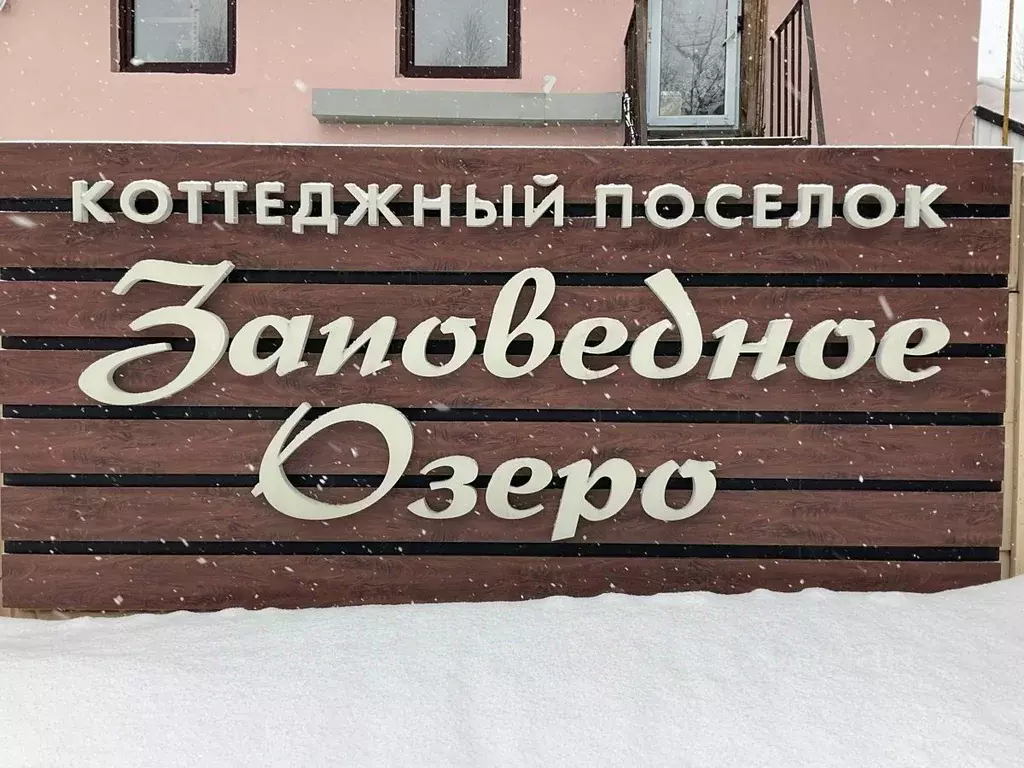 КОТТЕДЖНЫЙ ПОСЕЛОК
Заповедное
Озеро